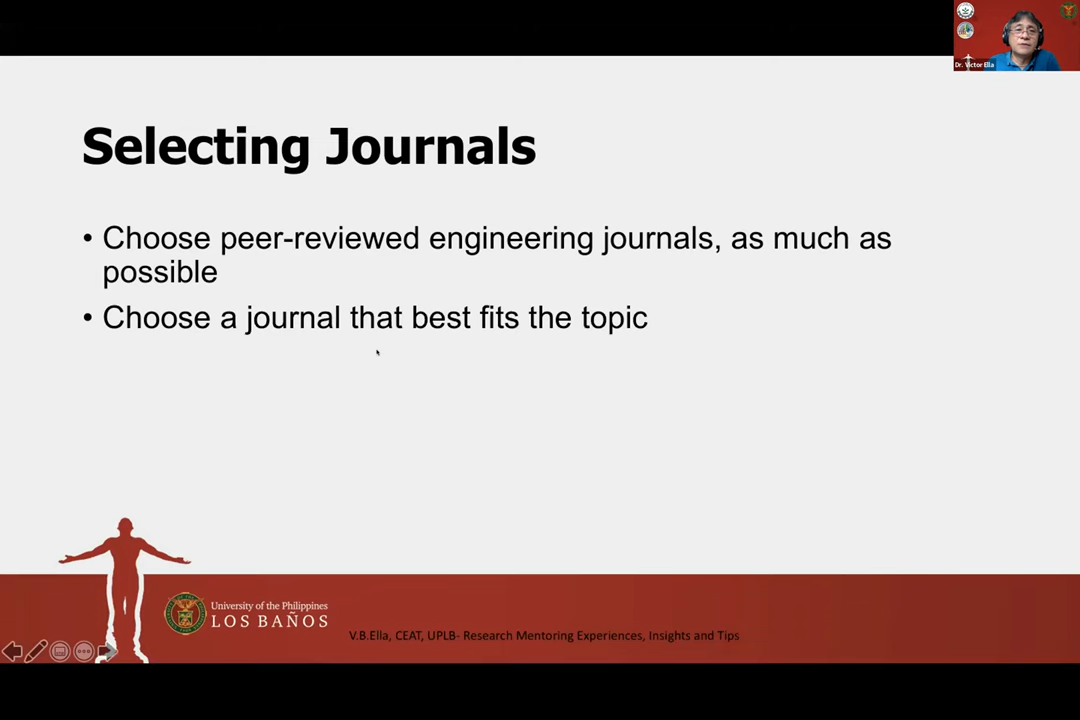 Dr. Victor Ella
Selecting Journals
• Choose peer-reviewed engineering journals, as much as
possible
• Choose a journal that best fits the topic
University of the Philippines
LOS BAÑOS
V.B.Ella, CEAT, UPLB- Research Mentoring Experiences, Insights and Tips